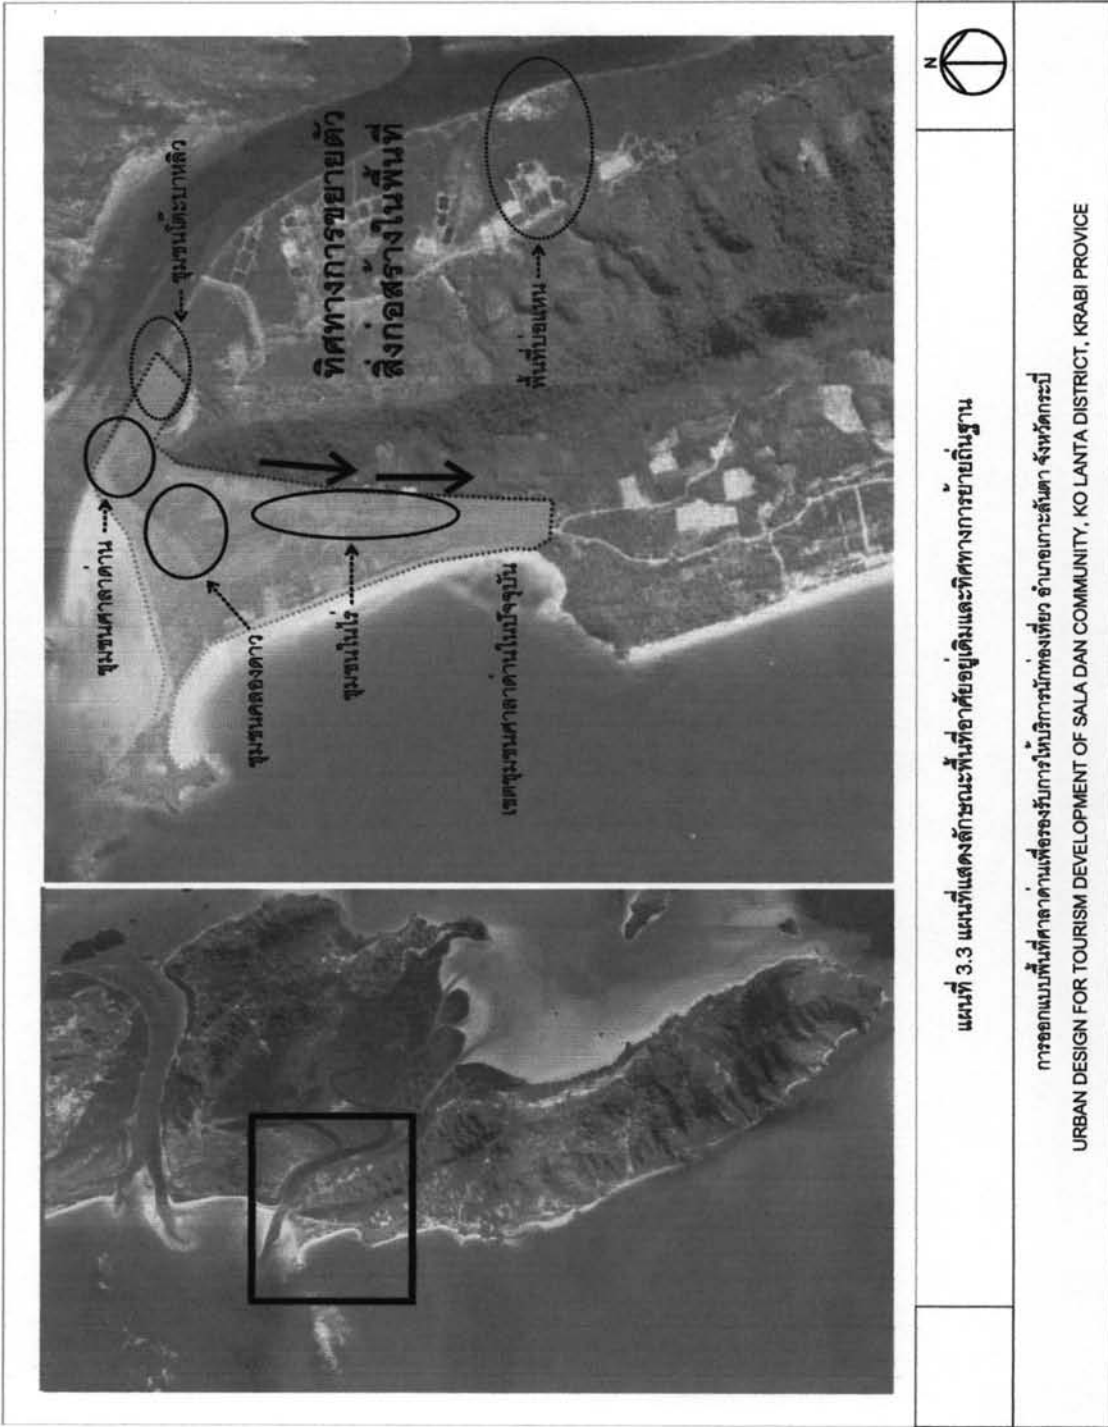 ชุมชนศาลาด่าน
ชุมชนโต๊ะบาหลิว
ชุมชนคลองดาว
ชุมชนในไร่
เขตชุมชนศาลาด่านในปัจจุบัน
ทิศทางการขยายตัว
สิ่งก่อสร้างในพื้นที่
พื้นที่บ่อแหน
N
แผนที่ 3.3 แผนที่แสดงลักษณะพื้นที่อาศัยอยู่เดิมและทิศทางการย้ายถิ่นฐาน
การออกแบบพื้นที่ศาลาด่านเพื่อรองรับการให้บริการนักท่องเที่ยว อำเภอเกาะลันตา จังหวัดกระบี่
URBAN DESIGN FOR TOURISM DEVELOPMENT OF SALA DAN COMMUNITY, KO LANTA DISTRICT, KRABI PROVICE